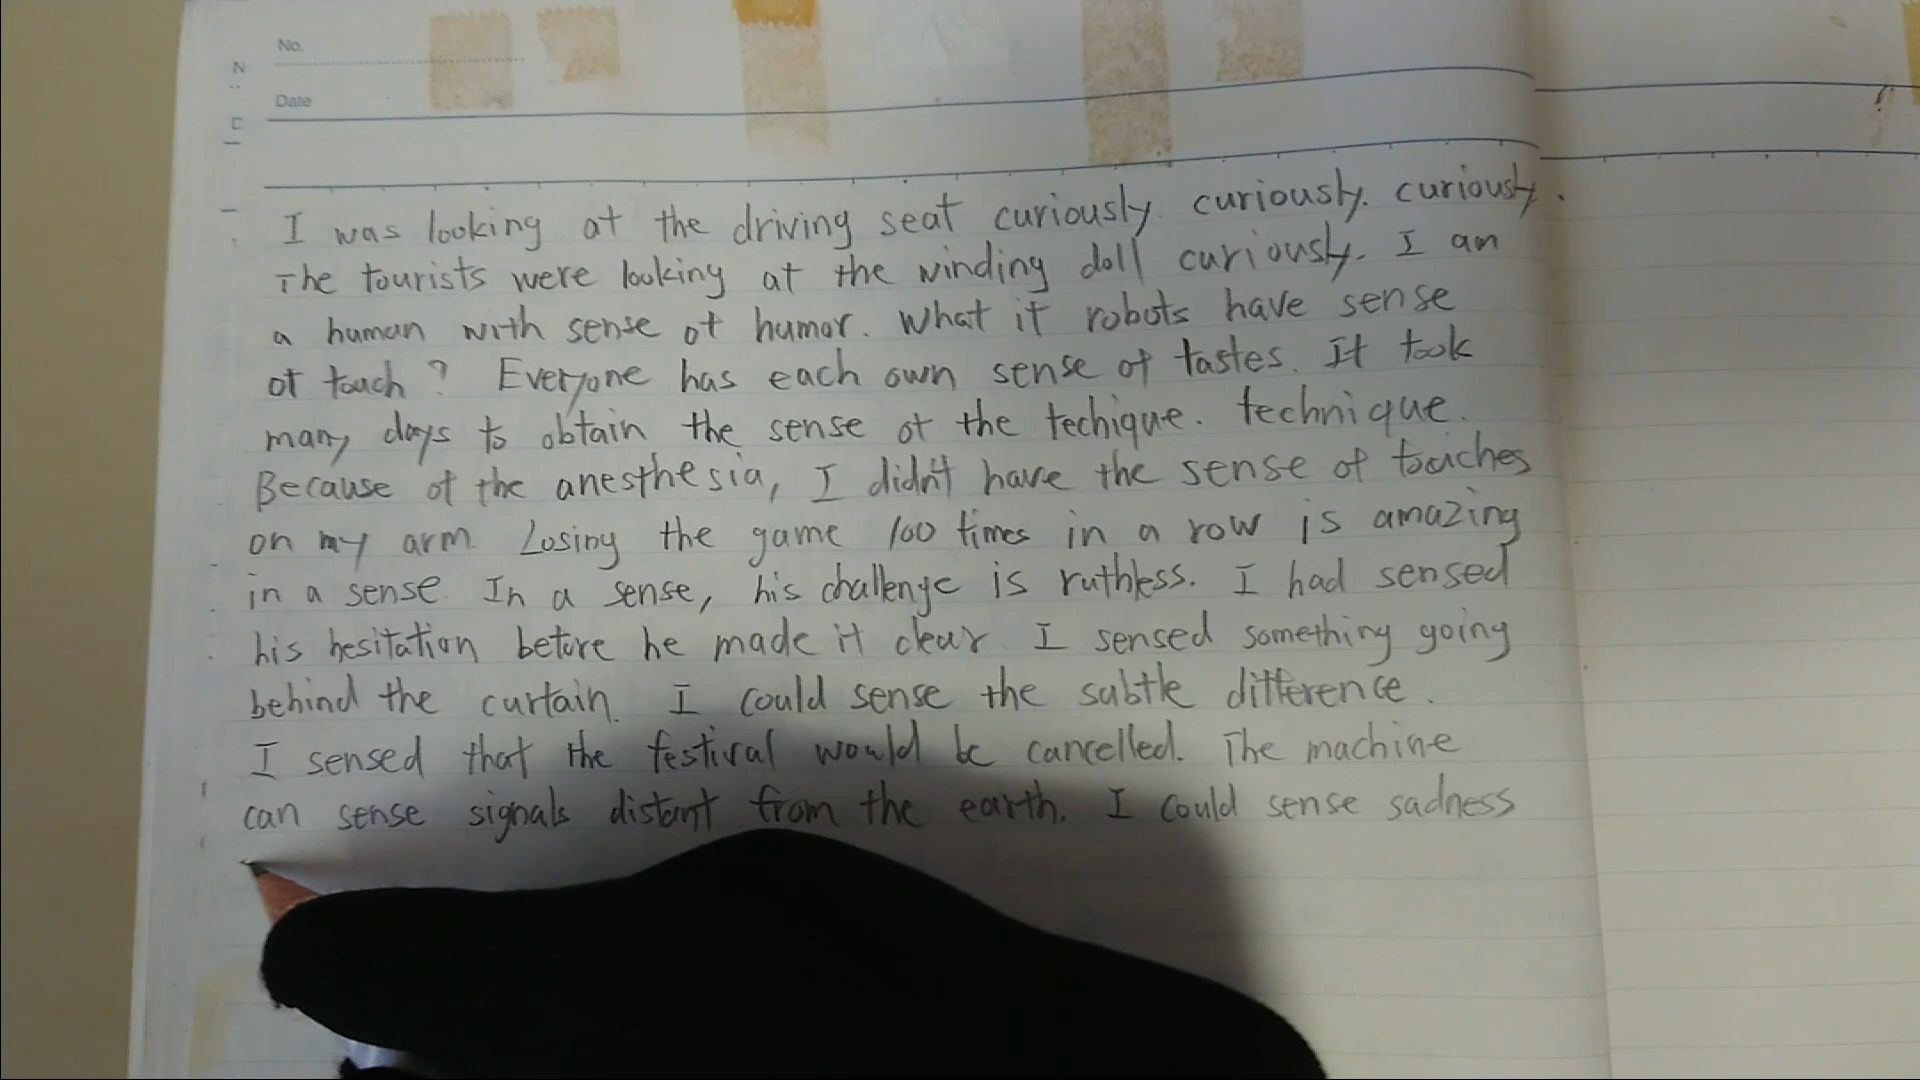 No.
Date
I was looking at the driving seat curiously. curiously. curiously.
The tourists were looking at the winding doll curiously. I am
a human with sense of humor. What if robots have sense
of touch? Everyone has each own sense of tastes. It took
many days to obtain the sense of the techique. technique.
Because of the anesthesia, I didn't have the sense of touches
on my arm. Losing the game 100 times in a row is amazing
in a sense. In a sense, his challenge is ruthless. I had sensed
his hesitation before he made it clear. I sensed something going
behind the curtain. I could sense the subtle difference.
I sensed that the festival would be cancelled. The machine
can sense signals distant from the earth. I could sense sadness